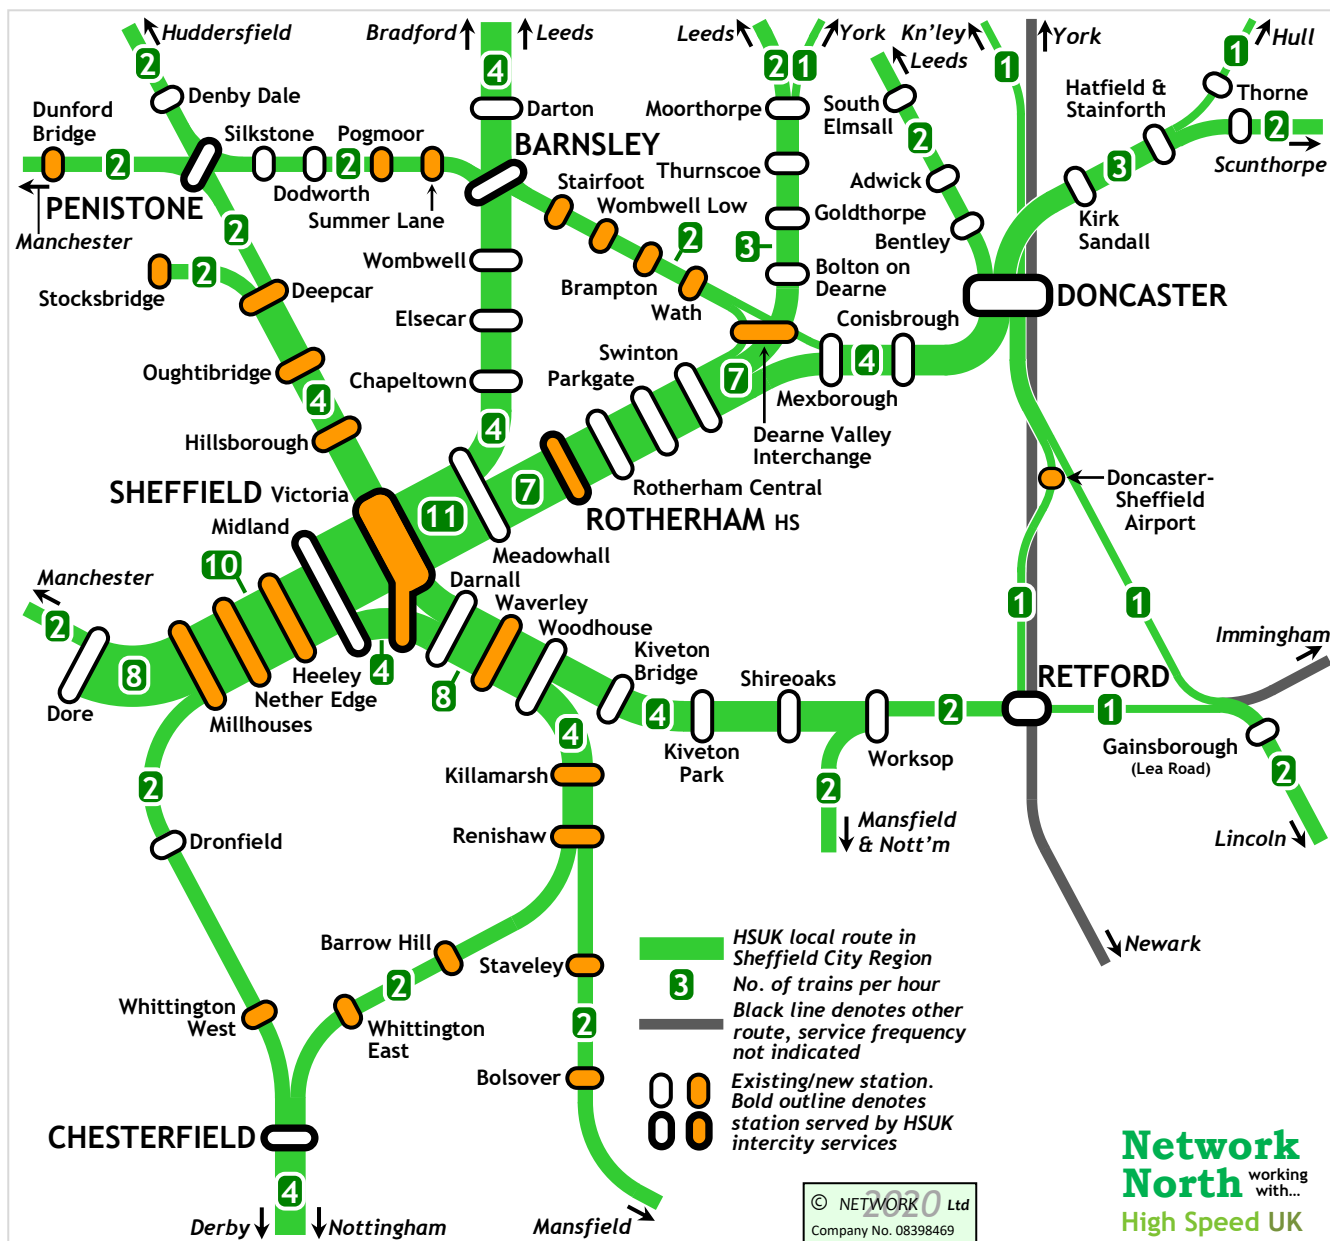 Huddersfield
Bradford
Leeds
Leeds
York
Kn'ley
Leeds
York
Hull
2
4
2
1
1
1
Denby Dale
Darton
Moorthorpe
South
Elmsall
Hatfield &
Stainforth
Thorne
Dunford
Bridge
Silkstone
Pogmoor
BARNSLEY
2
2
2
3
2
Scunthorpe
PENISTONE
Dodworth
Summer Lane
Stairfoot
Wombwell Low
Thurnscoe
Adwick
Manchester
2
Goldthorpe
Bentley
Kirk
Sandall
Wombwell
2
3
Stocksbridge
2
Deepcar
Brampton
Wath
Bolton on
Dearne
DONCASTER
Elsecar
Conisbrough
Oughtibridge
Chapeltown
Swinton
Parkgate
7
4
Mexborough
4
4
Hillsborough
Dearne Valley
Interchange
SHEFFIELD Victoria
Midland
11
7
Rotherham Central
ROTHERHAM HS
Doncaster-
Sheffield
Airport
Meadowhall
10
Manchester
Darnall
Waverley
Woodhouse
1
1
Immingham
2
8
Heeley
Nether Edge
Millhouses
4
8
Kiveton
Bridge
Shireoaks
RETFORD
Dore
4
4
2
1
Kiveton
Park
Worksop
Gainsborough
(Lea Road)
2
Killamarsh
2
2
Renishaw
Mansfield
& Nott'm
Dronfield
Lincoln
Barrow Hill
Staveley
HSUK local route in
Sheffield City Region
Newark
2
3
No. of trains per hour
Whittington
West
Whittington
East
2
Black line denotes other
route, service frequency
not indicated
Bolsover
Existing/new station.
Bold outline denotes
station served by HSUK
intercity services
CHESTERFIELD
4
Derby
Nottingham
Mansfield
© NETWORK 2020 Ltd
Company No. 08398469
Network
North working
with...
High Speed UK